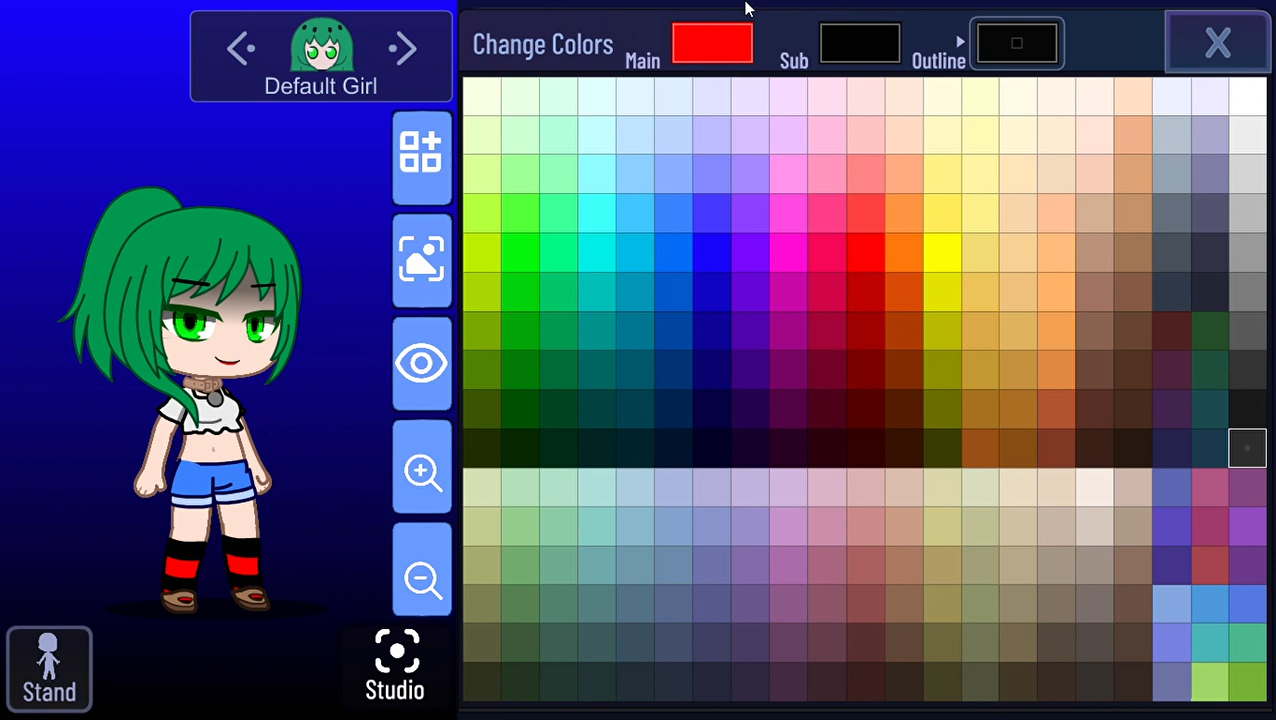 Default Girl
Change Colors
Main
Sub
Outline
X
Stand
Studio